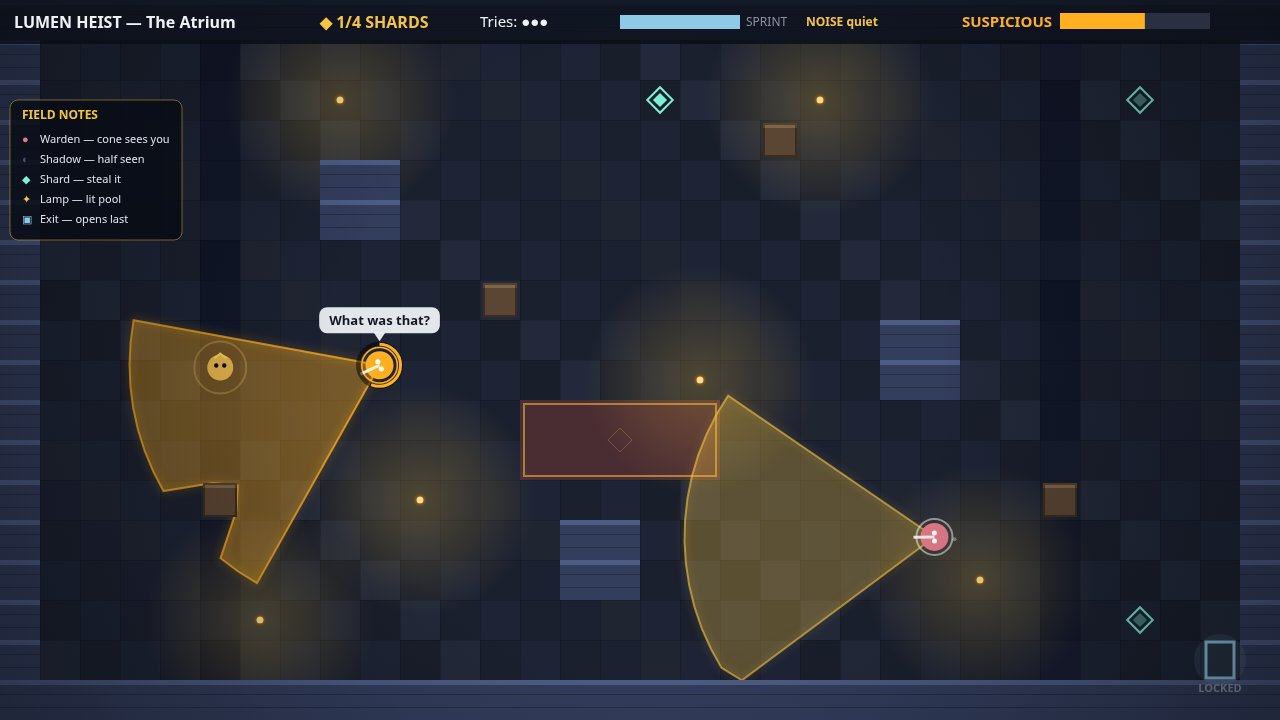 LUMEN HEIST — The Atrium
◆ 1/4 SHARDS
Tries: ●●●
SPRINT
NOISE quiet
SUSPICIOUS
FIELD NOTES
Warden — cone sees you
Shadow — half seen
Shard — steal it
Lamp — lit pool
Exit — opens last
What was that?
LOCKED